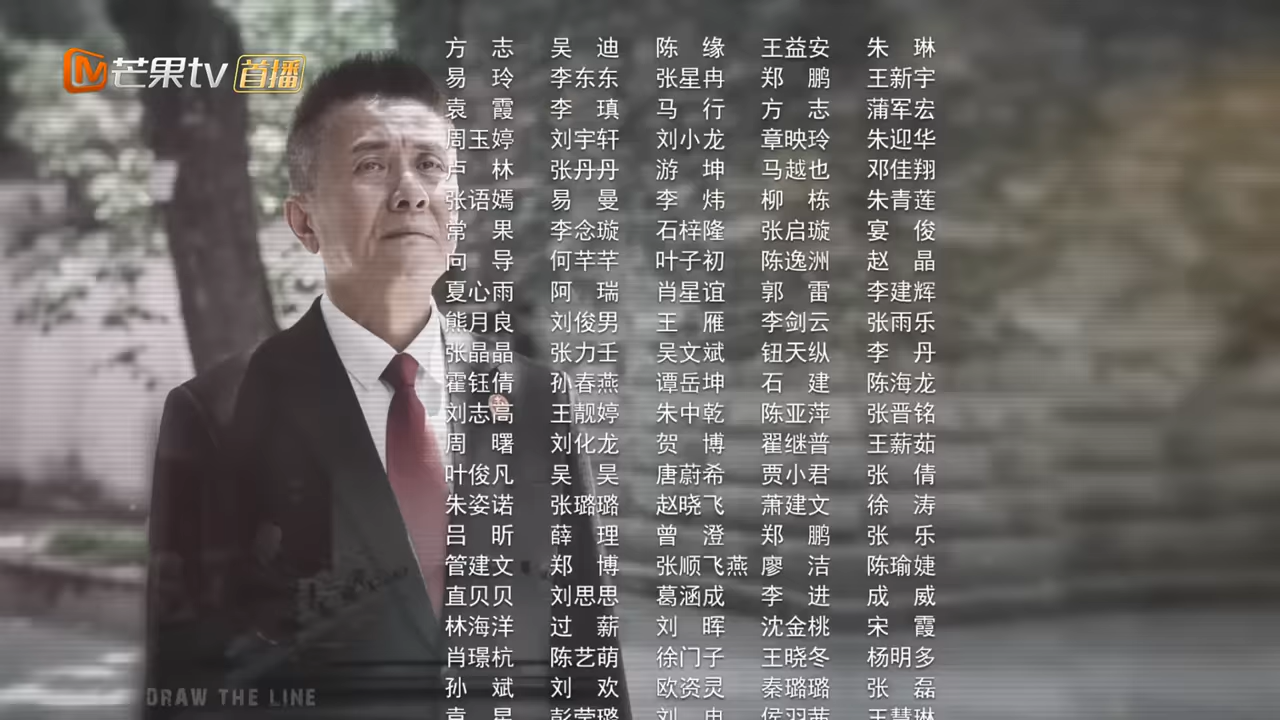 芒果tv 首播
方 志 吴 迪 陈 缘 王益安 朱 琳
易 玲 李东东 张星冉 郑 鹏 王新宇
袁 霞 李 瑱 马 行 方 志 蒲军宏
周玉婷 刘宇轩 刘小龙 章映玲 朱迎华
卢 林 张丹丹 游 坤 马越也 邓佳翔
张语嫣 易 曼 李 炜 柳 栋 朱青莲
常 果 李念璇 石梓隆 张启璇 宴 俊
向 导 何芊芊 叶子初 陈逸洲 赵 晶
夏心雨 阿 瑞 肖星谊 郭 雷 李建辉
熊月良 刘俊男 王 雁 李剑云 张雨乐
张晶晶 张力壬 吴文斌 钮天纵 李 丹
霍钰倩 孙春燕 谭岳坤 石 建 陈海龙
刘志高 王靓婷 朱中乾 陈亚萍 张晋铭
周 曙 刘化龙 贺 博 翟继普 王薪茹
叶俊凡 吴 昊 唐蔚希 贾小君 张 倩
朱姿诺 张璐璐 赵晓飞 萧建文 徐 涛
吕 昕 薛 理 曾 澄 郑 鹏 张 乐
管建文 郑 博 张顺飞燕 廖 洁 陈瑜婕
直贝贝 刘思思 葛涵成 李 进 成 威
林海洋 过 薪 刘 晖 沈金桃 宋 霞
肖璟杭 陈艺萌 徐门子 王晓冬 杨明多
孙 斌 刘 欢 欧资灵 秦璐璐 张 磊
DRAW THE LINE